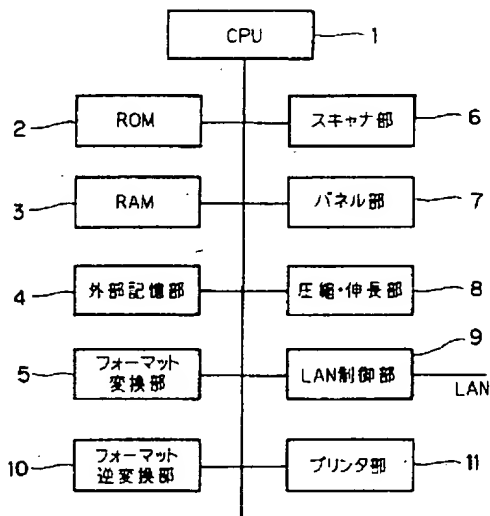 CPU
1
2
ROM
スキャナ部
6
3
RAM
パネル部
7
4
外部記憶部
圧縮・伸長部
8
5
フォーマット
変換部
LAN制御部
9
LAN
10
フォーマット
逆変換部
プリンタ部
11